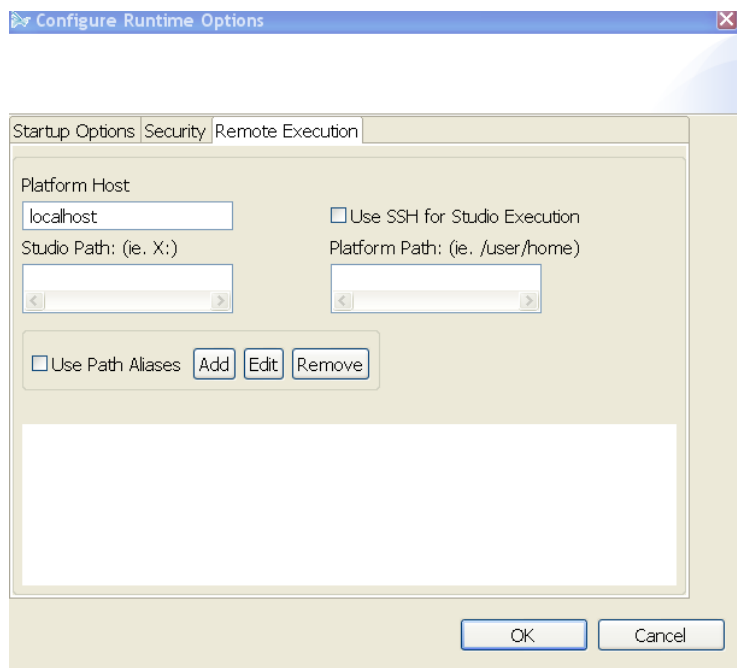 Configure Runtime Options
Startup Options Security Remote Execution
Platform Host
localhost
Use SSH for Studio Execution
Studio Path: (ie. X:)
Platform Path: (ie. /user/home)
Use Path Aliases Add Edit Remove
OK Cancel